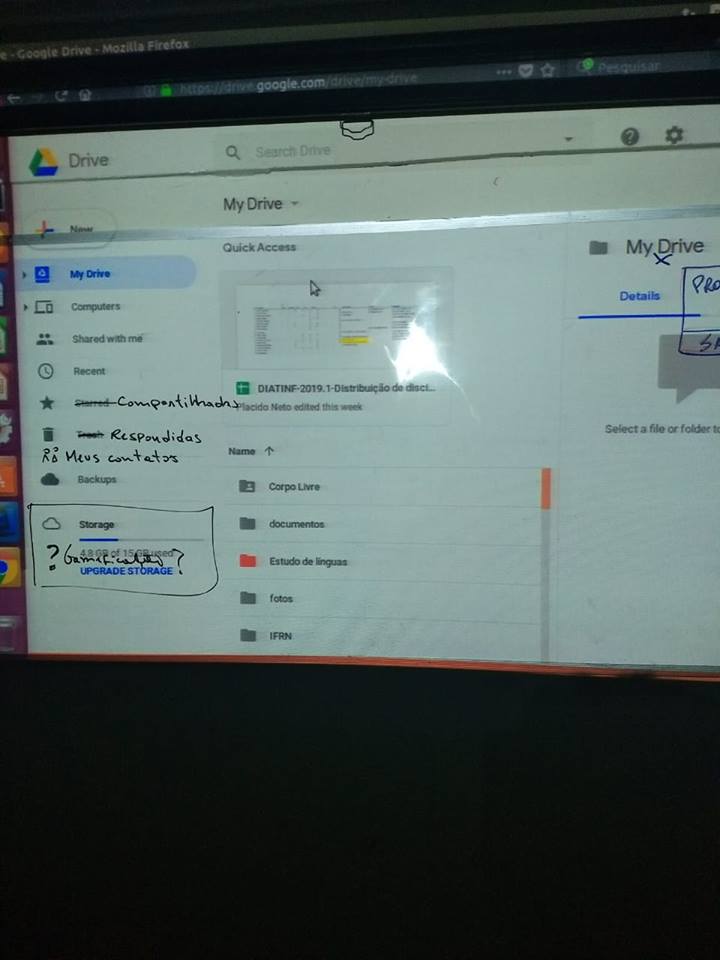 e - Google Drive - Mozilla Firefox
https://drive.google.com/drive/my-drive
Pesquisar
Drive
Search Drive
New
My Drive
My Drive
Computers
Shared with me
Recent
Starred Compartilhadas
Trash Respondidas
Meus contatos
Backups
Storage
4.8 GB of 15 GB used
? Gamificação ?
UPGRADE STORAGE
Quick Access
DIATINF-2019.1-Distribuição de disci...
Placido Neto edited this week
Name
Corpo Livre
documentos
Estudo de línguas
fotos
IFRN
My Drive
X
Details
PRO
Select a file or folder to